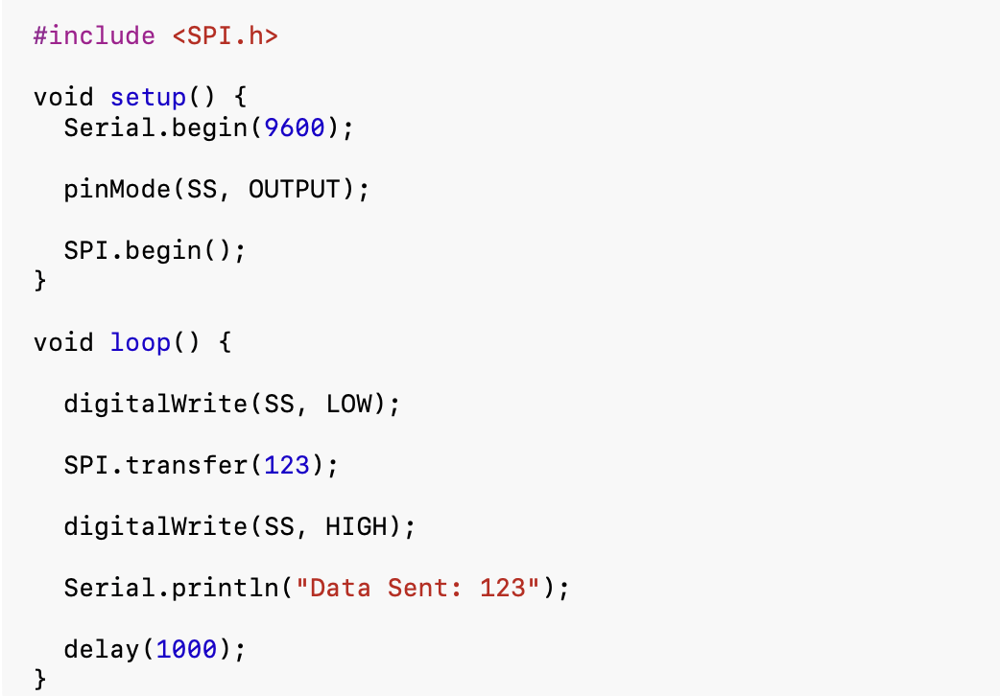 #include <SPI.h>
void setup() {
  Serial.begin(9600);
  pinMode(SS, OUTPUT);
  SPI.begin();
}
void loop() {
  digitalWrite(SS, LOW);
  SPI.transfer(123);
  digitalWrite(SS, HIGH);
  Serial.println("Data Sent: 123");
  delay(1000);
}